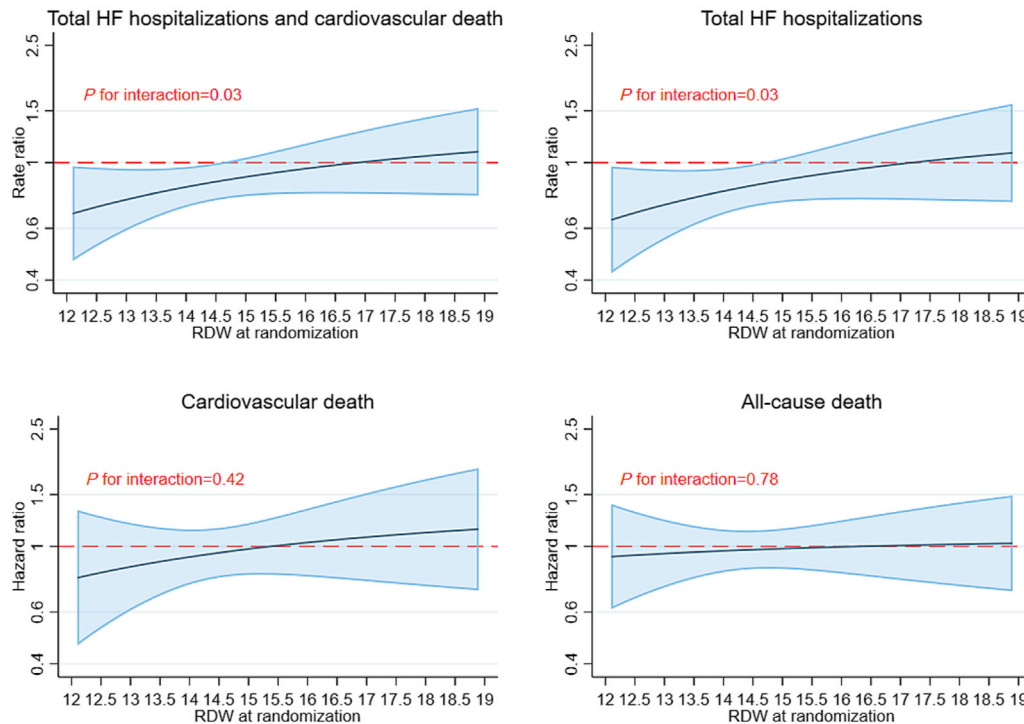 Total HF hospitalizations and cardiovascular death
P for interaction=0.03
Rate ratio
2.5
1.5
1
0.6
0.4
12 12.5 13 13.5 14 14.5 15 15.5 16 16.5 17 17.5 18 18.5 19
RDW at randomization
Total HF hospitalizations
P for interaction=0.03
Rate ratio
2.5
1.5
1
0.6
0.4
12 12.5 13 13.5 14 14.5 15 15.5 16 16.5 17 17.5 18 18.5 19
RDW at randomization
Cardiovascular death
P for interaction=0.42
Hazard ratio
2.5
1.5
1
0.6
0.4
12 12.5 13 13.5 14 14.5 15 15.5 16 16.5 17 17.5 18 18.5 19
RDW at randomization
All-cause death
P for interaction=0.78
Hazard ratio
2.5
1.5
1
0.6
0.4
12 12.5 13 13.5 14 14.5 15 15.5 16 16.5 17 17.5 18 18.5 19
RDW at randomization